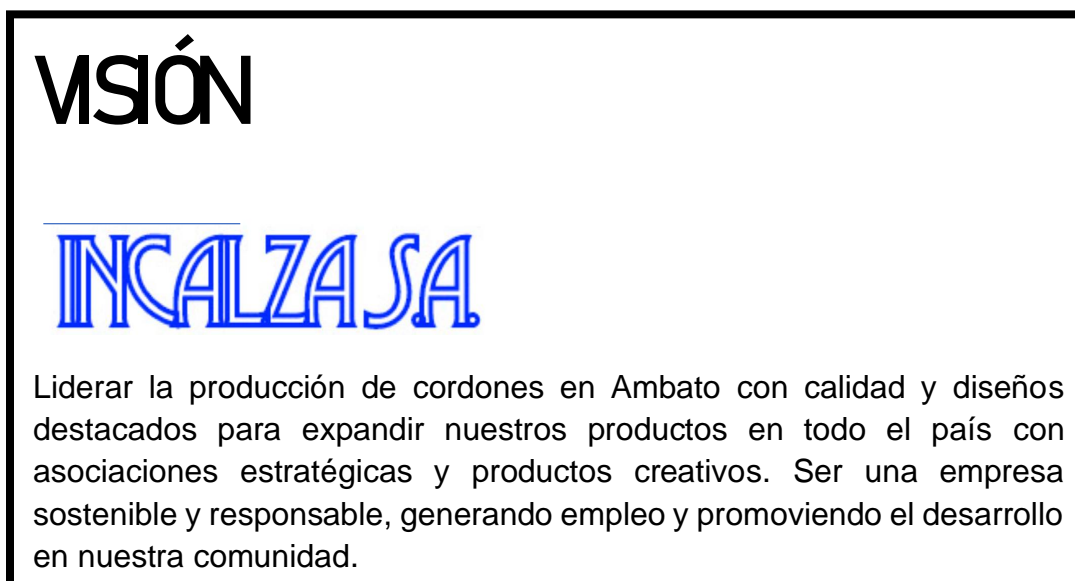 VISIÓN
INCALZA S.A.
Liderar la producción de cordones en Ambato con calidad y diseños
destacados para expandir nuestros productos en todo el país con
asociaciones estratégicas y productos creativos. Ser una empresa
sostenible y responsable, generando empleo y promoviendo el desarrollo
en nuestra comunidad.